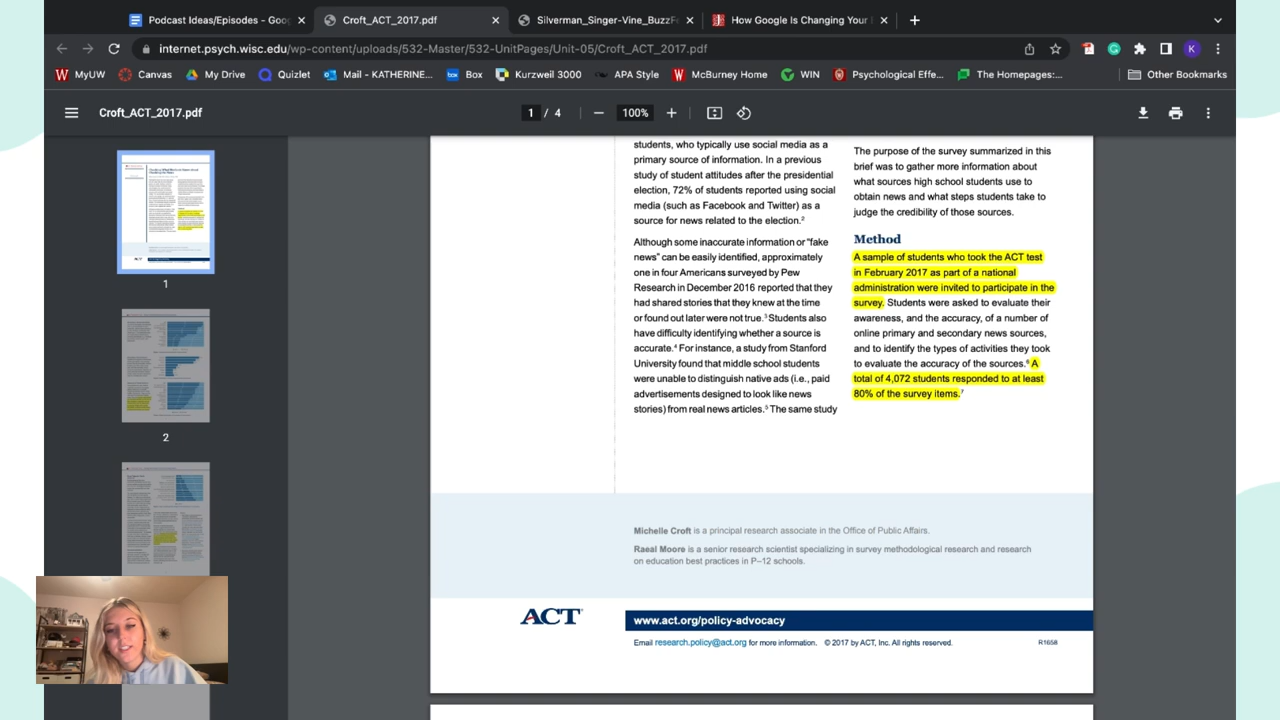 Podcast Ideas/Episodes - Goog
Croft_ACT_2017.pdf
Silverman_Singer-Vine_BuzzFe
How Google Is Changing Your
internet.psych.wisc.edu/wp-content/uploads/532-Master/532-UnitPages/Unit-05/Croft_ACT_2017.pdf
MyUW
Canvas
My Drive
Quizlet
Mail - KATHERINE...
Box
Kurzweil 3000
APA Style
McBurney Home
WIN
Psychological Effe...
The Homepages:...
Other Bookmarks
Croft_ACT_2017.pdf
1 / 4
100%
1
2
students, who typically use social media as a
primary source of information. In a previous
study of student attitudes after the presidential
election, 72% of students reported using social
media (such as Facebook and Twitter) as a
source for news related to the election.2
Although some inaccurate information or “fake
news” can be easily identified, approximately
one in four Americans surveyed by Pew
Research in December 2016 reported that they
had shared stories that they knew at the time
or found out later were not true.3 Students also
have difficulty identifying whether a source is
accurate.4 For instance, a study from Stanford
University found that middle school students
were unable to distinguish native ads (i.e., paid
advertisements designed to look like news
stories) from real news articles.5 The same study
The purpose of the survey summarized in this
brief was to gather more information about
what sources high school students use to
obtain news and what steps students take to
judge the credibility of those sources.
Method
A sample of students who took the ACT test
in February 2017 as part of a national
administration were invited to participate in the
survey. Students were asked to evaluate their
awareness, and the accuracy, of a number of
online primary and secondary news sources,
and to identify the types of activities they took
to evaluate the accuracy of the sources.6 A
total of 4,072 students responded to at least
80% of the survey items.7
Michelle Croft is a principal research associate in the Office of Public Affairs.
Raeal Moore is a senior research scientist specializing in survey methodological research and research
on education best practices in P–12 schools.
ACT
www.act.org/policy-advocacy
Email research.policy@act.org for more information. © 2017 by ACT, Inc. All rights reserved.
R1658